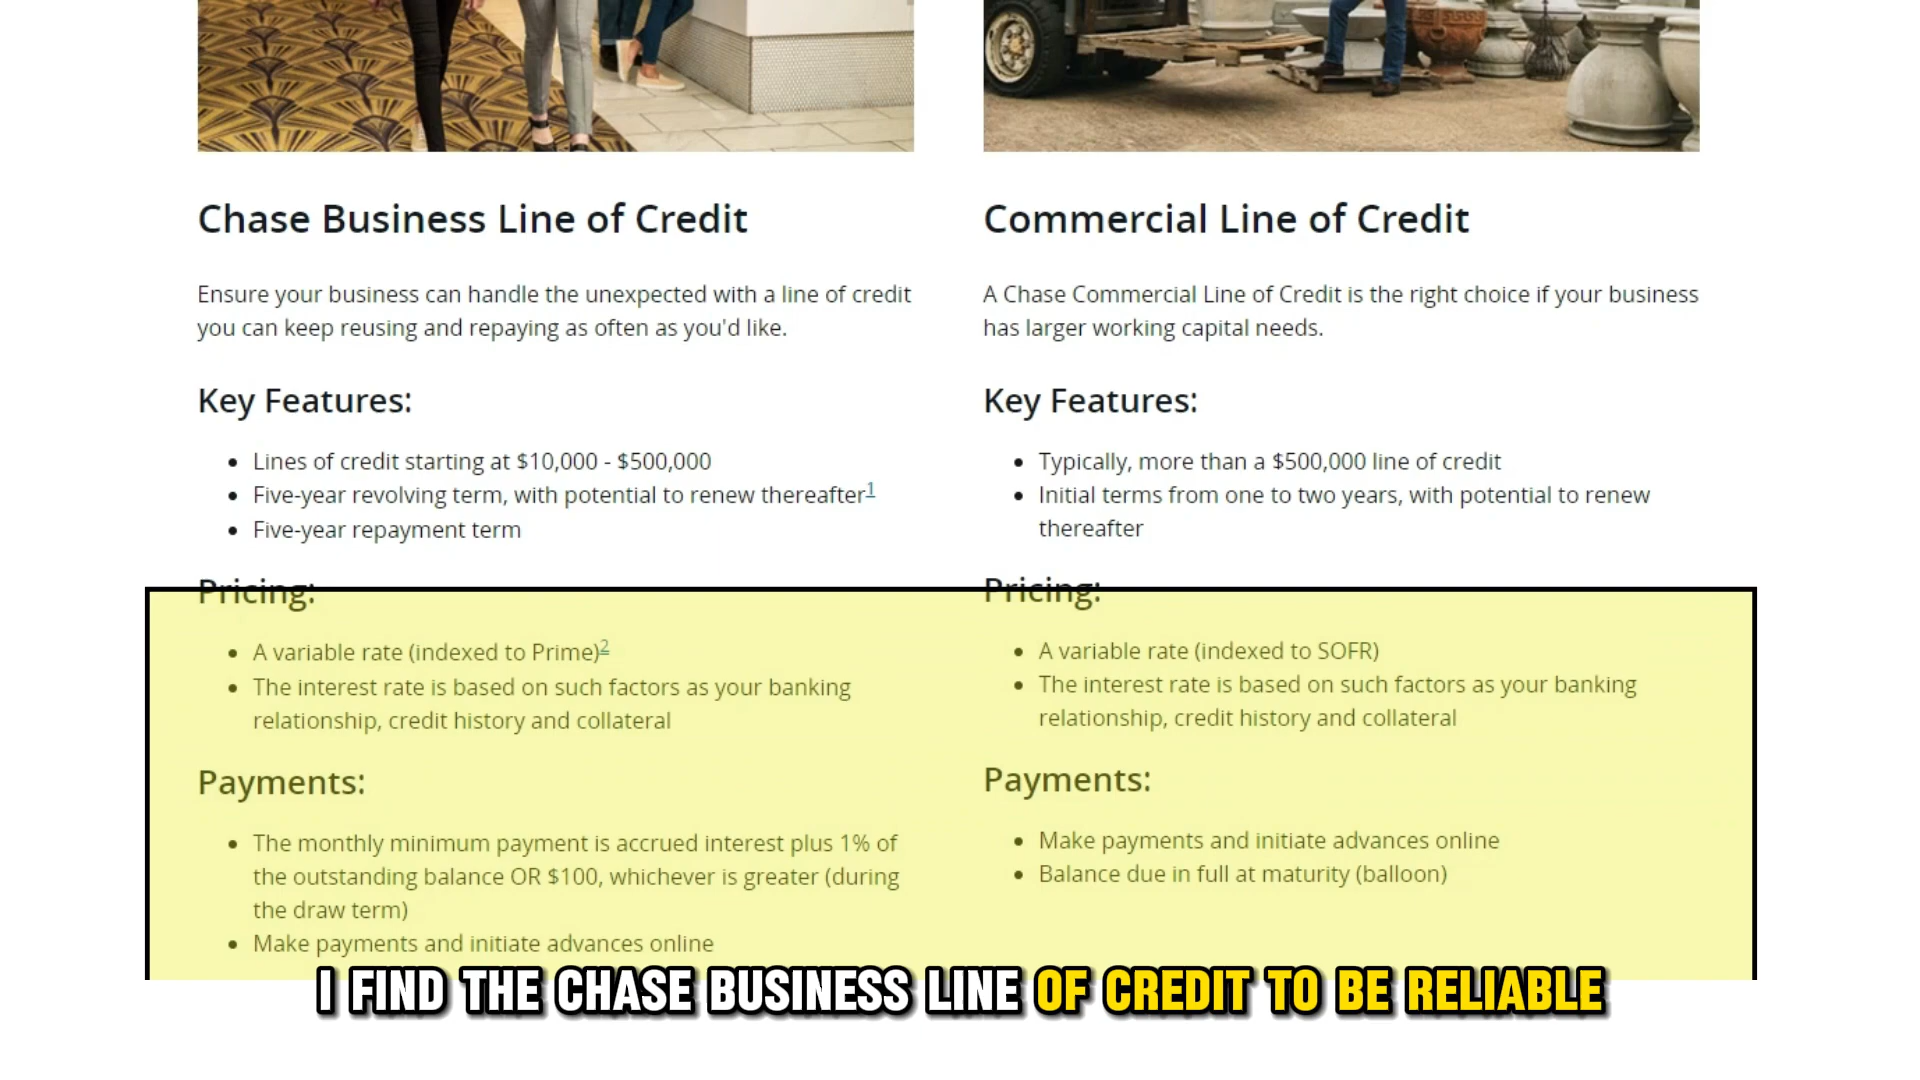 Chase Business Line of Credit
Ensure your business can handle the unexpected with a line of credit
you can keep reusing and repaying as often as you'd like.
Key Features:
• Lines of credit starting at $10,000 - $500,000
• Five-year revolving term, with potential to renew thereafter1
• Five-year repayment term
Pricing:
• A variable rate (indexed to Prime)2
• The interest rate is based on such factors as your banking
relationship, credit history and collateral
Payments:
• The monthly minimum payment is accrued interest plus 1% of
the outstanding balance OR $100, whichever is greater (during
the draw term)
• Make payments and initiate advances online
Commercial Line of Credit
A Chase Commercial Line of Credit is the right choice if your business
has larger working capital needs.
Key Features:
• Typically, more than a $500,000 line of credit
• Initial terms from one to two years, with potential to renew
thereafter
Pricing:
• A variable rate (indexed to SOFR)
• The interest rate is based on such factors as your banking
relationship, credit history and collateral
Payments:
• Make payments and initiate advances online
• Balance due in full at maturity (balloon)
I FIND THE CHASE BUSINESS LINE OF CREDIT TO BE RELIABLE